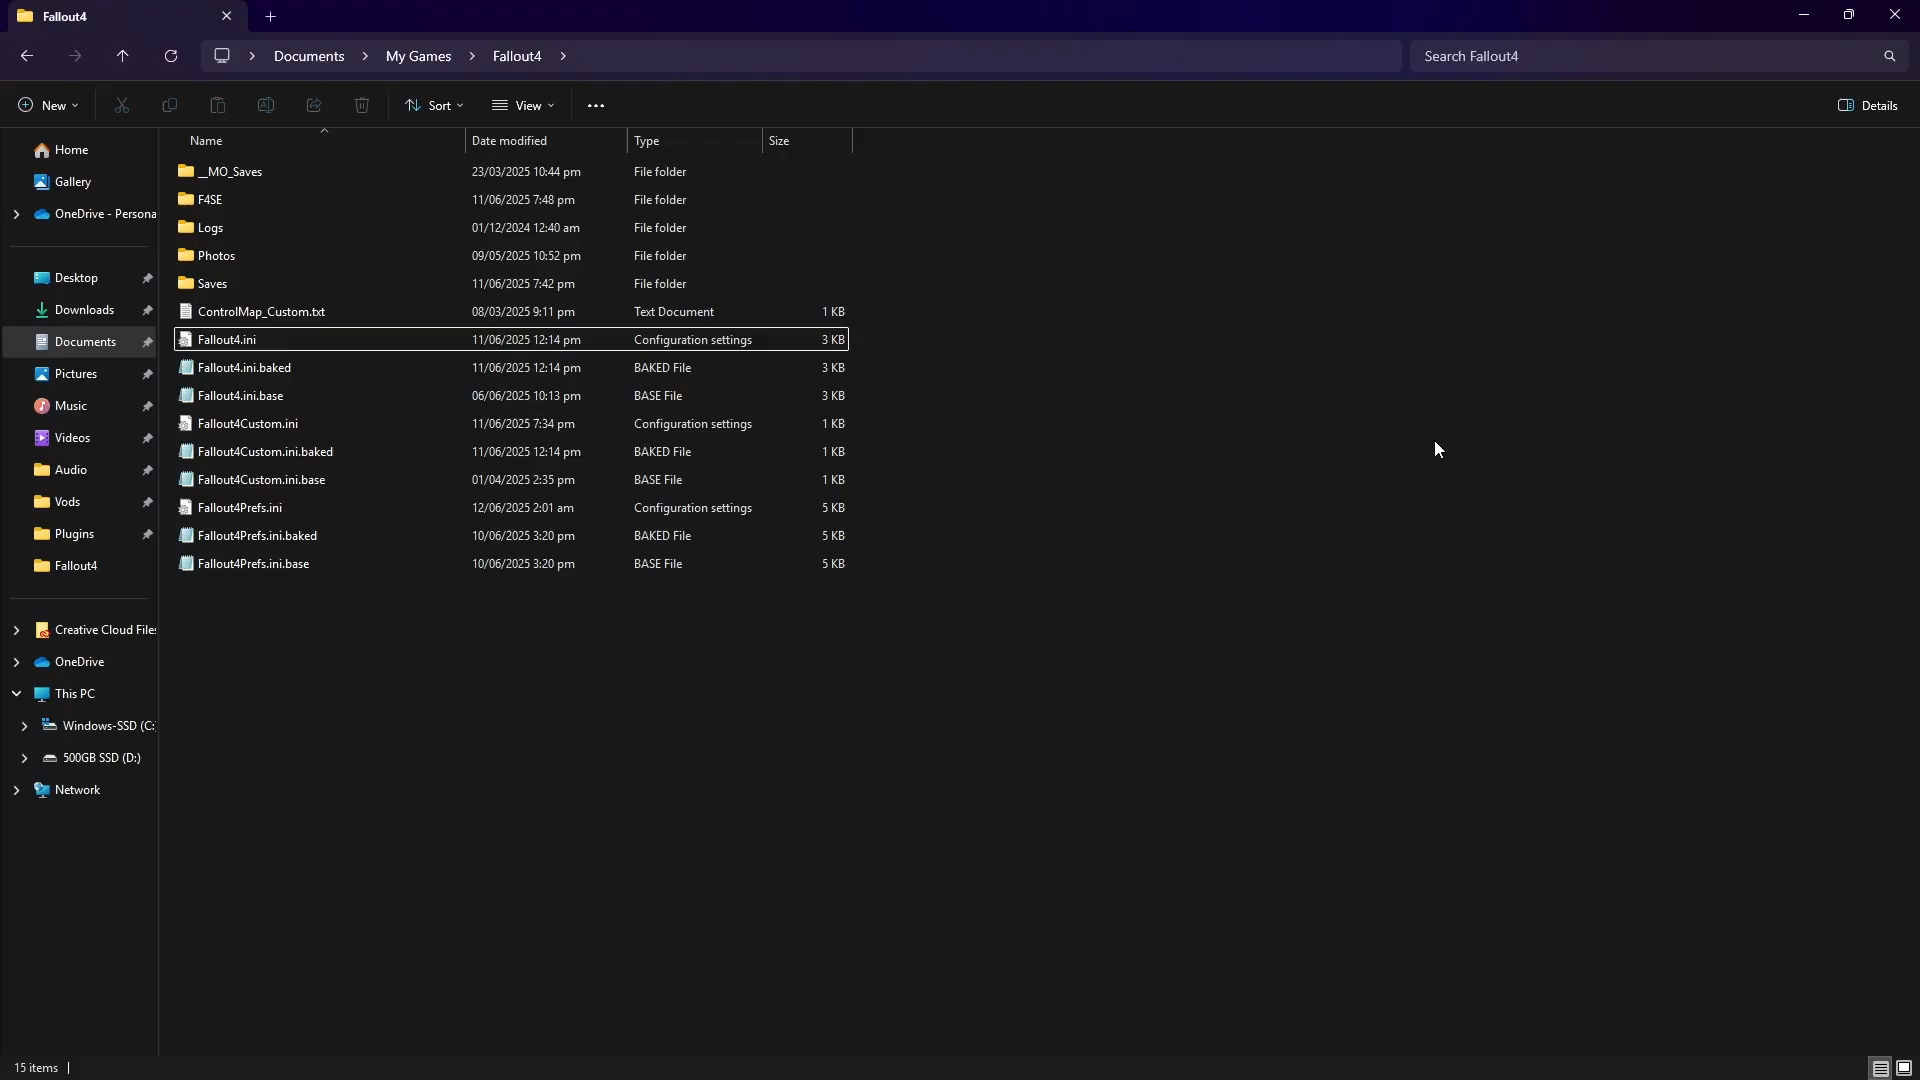 Fallout4
Documents
My Games
Fallout4
Search Fallout4
New
Sort
View
Details
Name
Date modified
Type
Size
Home
Gallery
OneDrive - Persona
Desktop
Downloads
Documents
Pictures
Music
Videos
Audio
Vods
Plugins
Fallout4
Creative Cloud Files
OneDrive
This PC
Windows-SSD (C:
500GB SSD (D:)
Network
__MO_Saves 23/03/2025 10:44 pm File folder
F4SE 11/06/2025 7:48 pm File folder
Logs 01/12/2024 12:40 am File folder
Photos 09/05/2025 10:52 pm File folder
Saves 11/06/2025 7:42 pm File folder
ControlMap_Custom.txt 08/03/2025 9:11 pm Text Document 1 KB
Fallout4.ini 11/06/2025 12:14 pm Configuration settings 3 KB
Fallout4.ini.baked 11/06/2025 12:14 pm BAKED File 3 KB
Fallout4.ini.base 06/06/2025 10:13 pm BASE File 3 KB
Fallout4Custom.ini 11/06/2025 7:34 pm Configuration settings 1 KB
Fallout4Custom.ini.baked 11/06/2025 12:14 pm BAKED File 1 KB
Fallout4Custom.ini.base 01/04/2025 2:35 pm BASE File 1 KB
Fallout4Prefs.ini 12/06/2025 2:01 am Configuration settings 5 KB
Fallout4Prefs.ini.baked 10/06/2025 3:20 pm BAKED File 5 KB
Fallout4Prefs.ini.base 10/06/2025 3:20 pm BASE File 5 KB
15 items